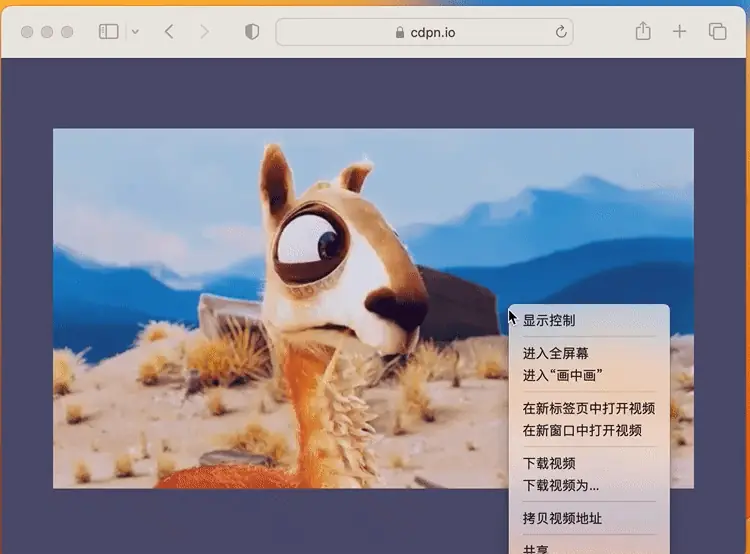 cdpn.io
显示控制
进入全屏幕
进入“画中画”
在新标签页中打开视频
在新窗口中打开视频
下载视频
下载视频为...
拷贝视频地址
共享